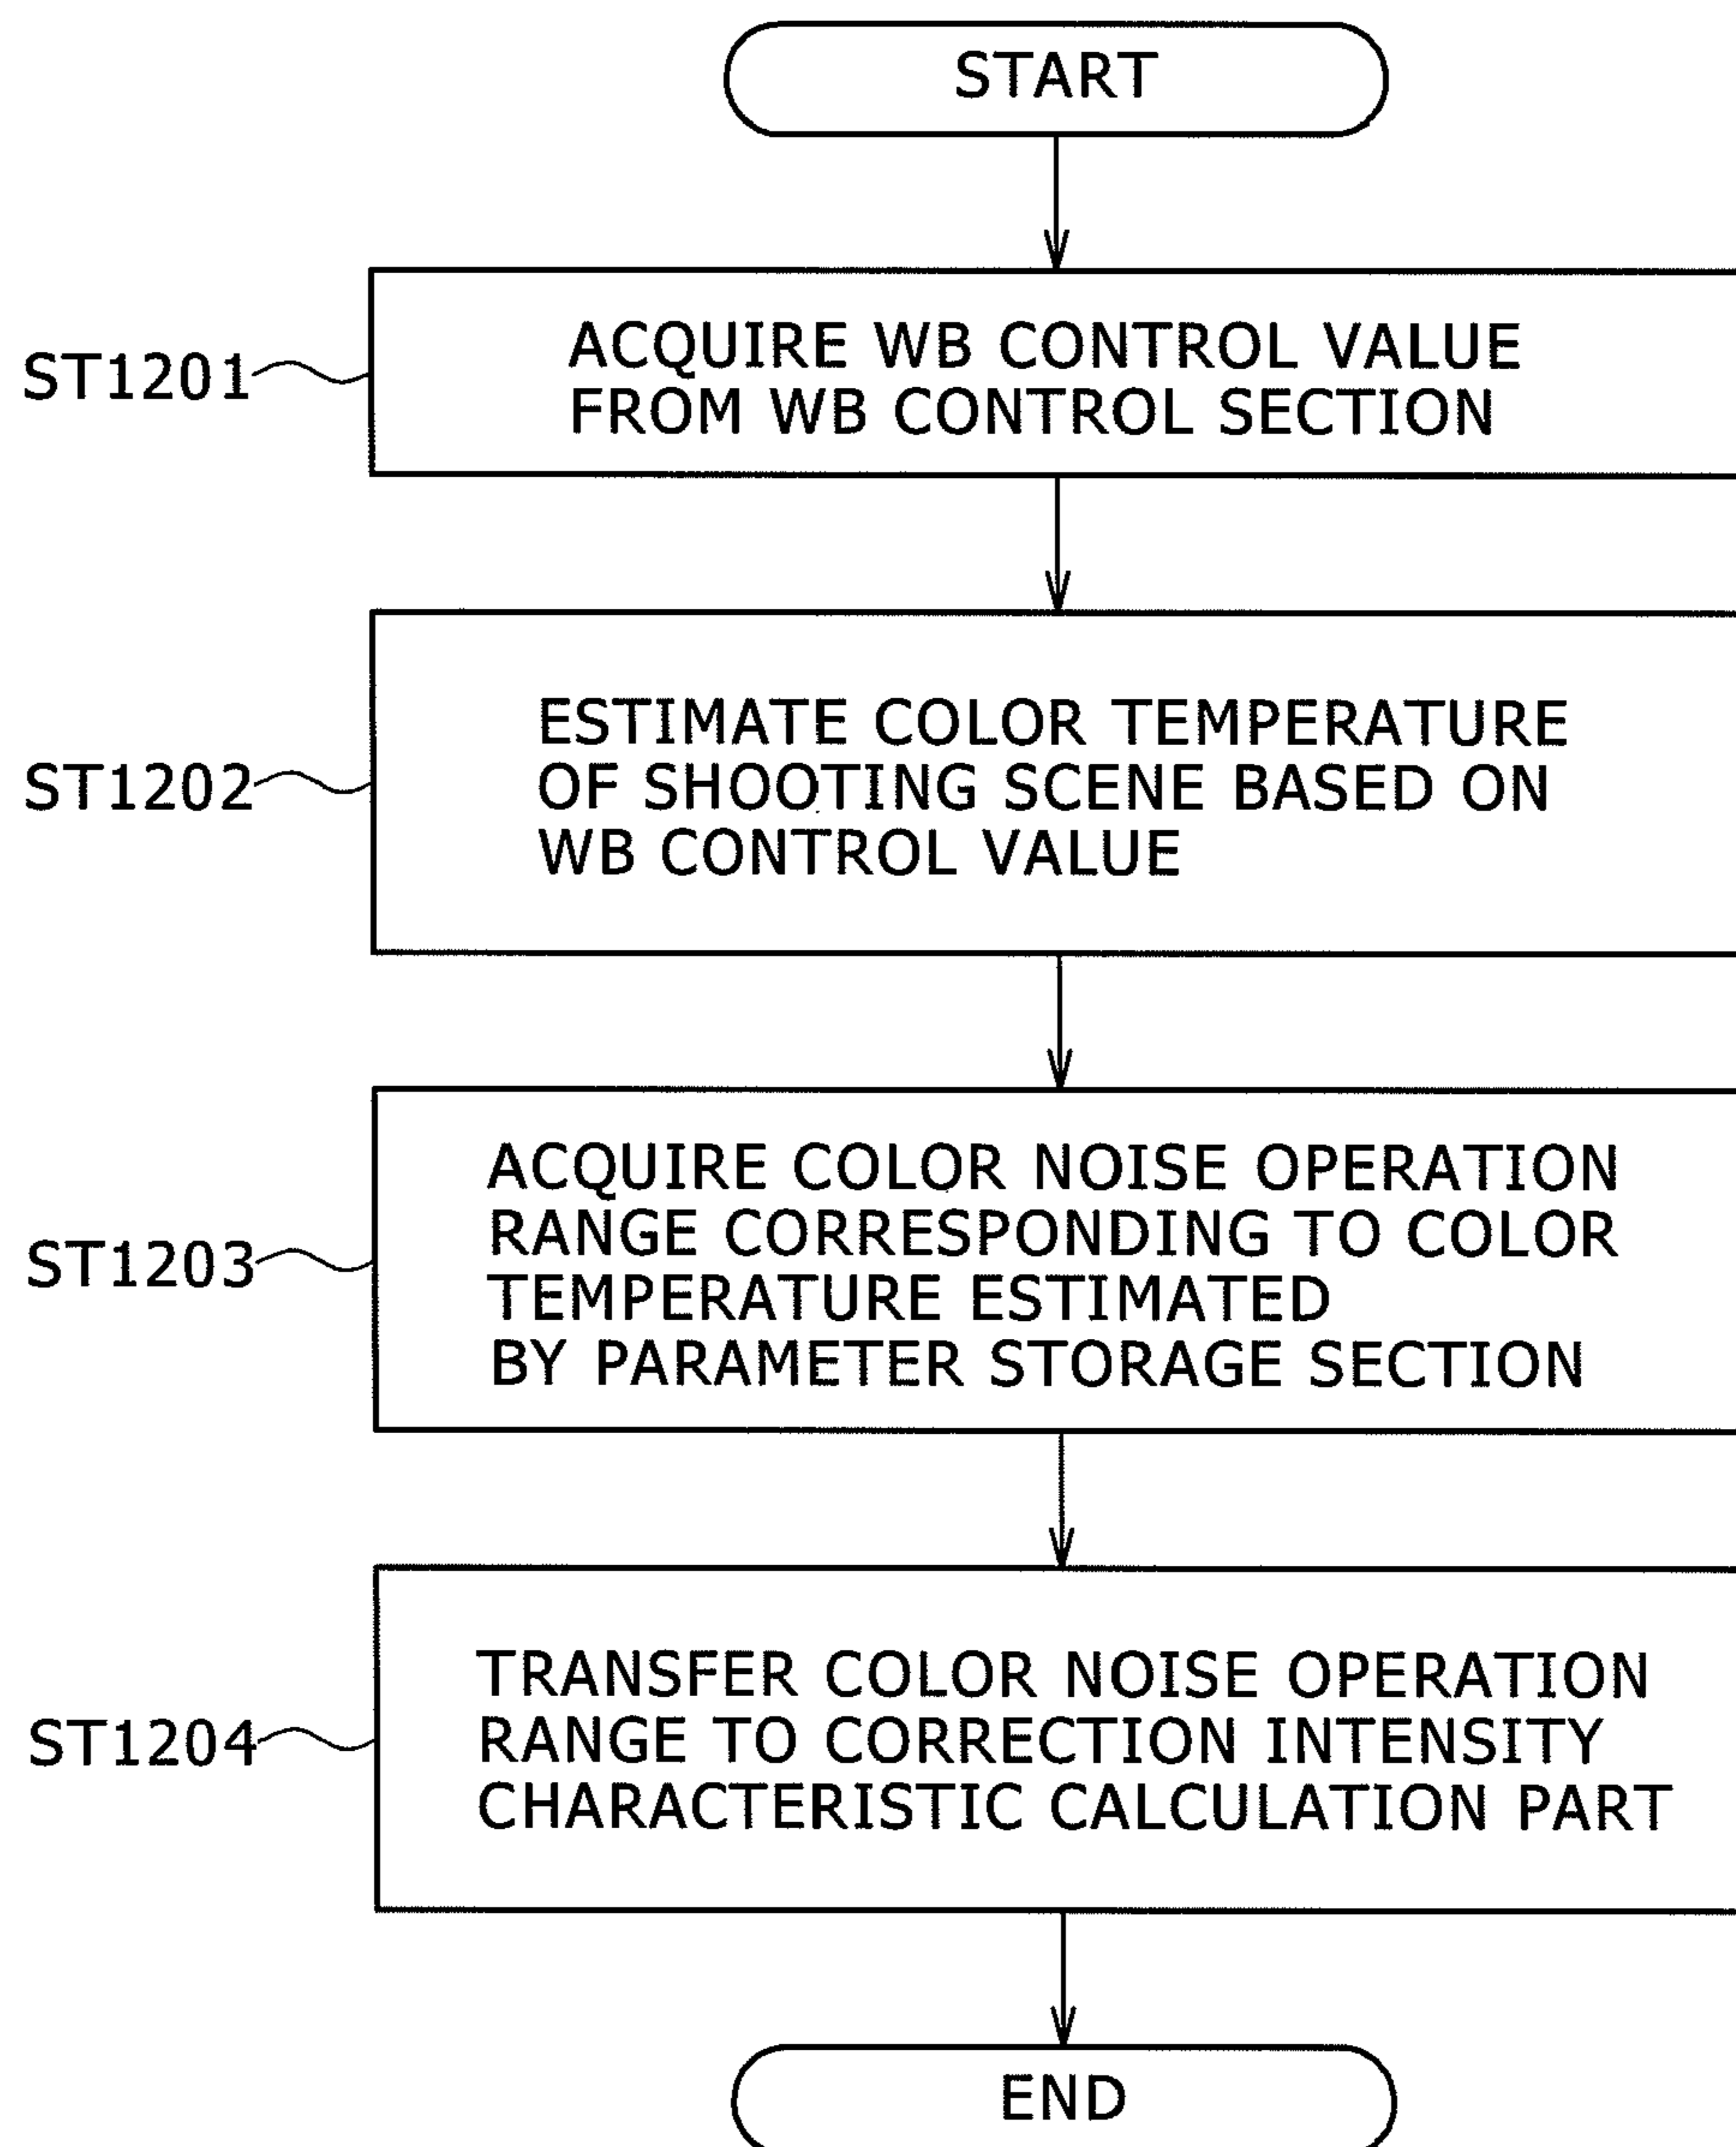 START
ST1201
ACQUIRE WB CONTROL VALUE
FROM WB CONTROL SECTION
ST1202
ESTIMATE COLOR TEMPERATURE
OF SHOOTING SCENE BASED ON
WB CONTROL VALUE
ST1203
ACQUIRE COLOR NOISE OPERATION
RANGE CORRESPONDING TO COLOR
TEMPERATURE ESTIMATED
BY PARAMETER STORAGE SECTION
ST1204
TRANSFER COLOR NOISE OPERATION
RANGE TO CORRECTION INTENSITY
CHARACTERISTIC CALCULATION PART
END